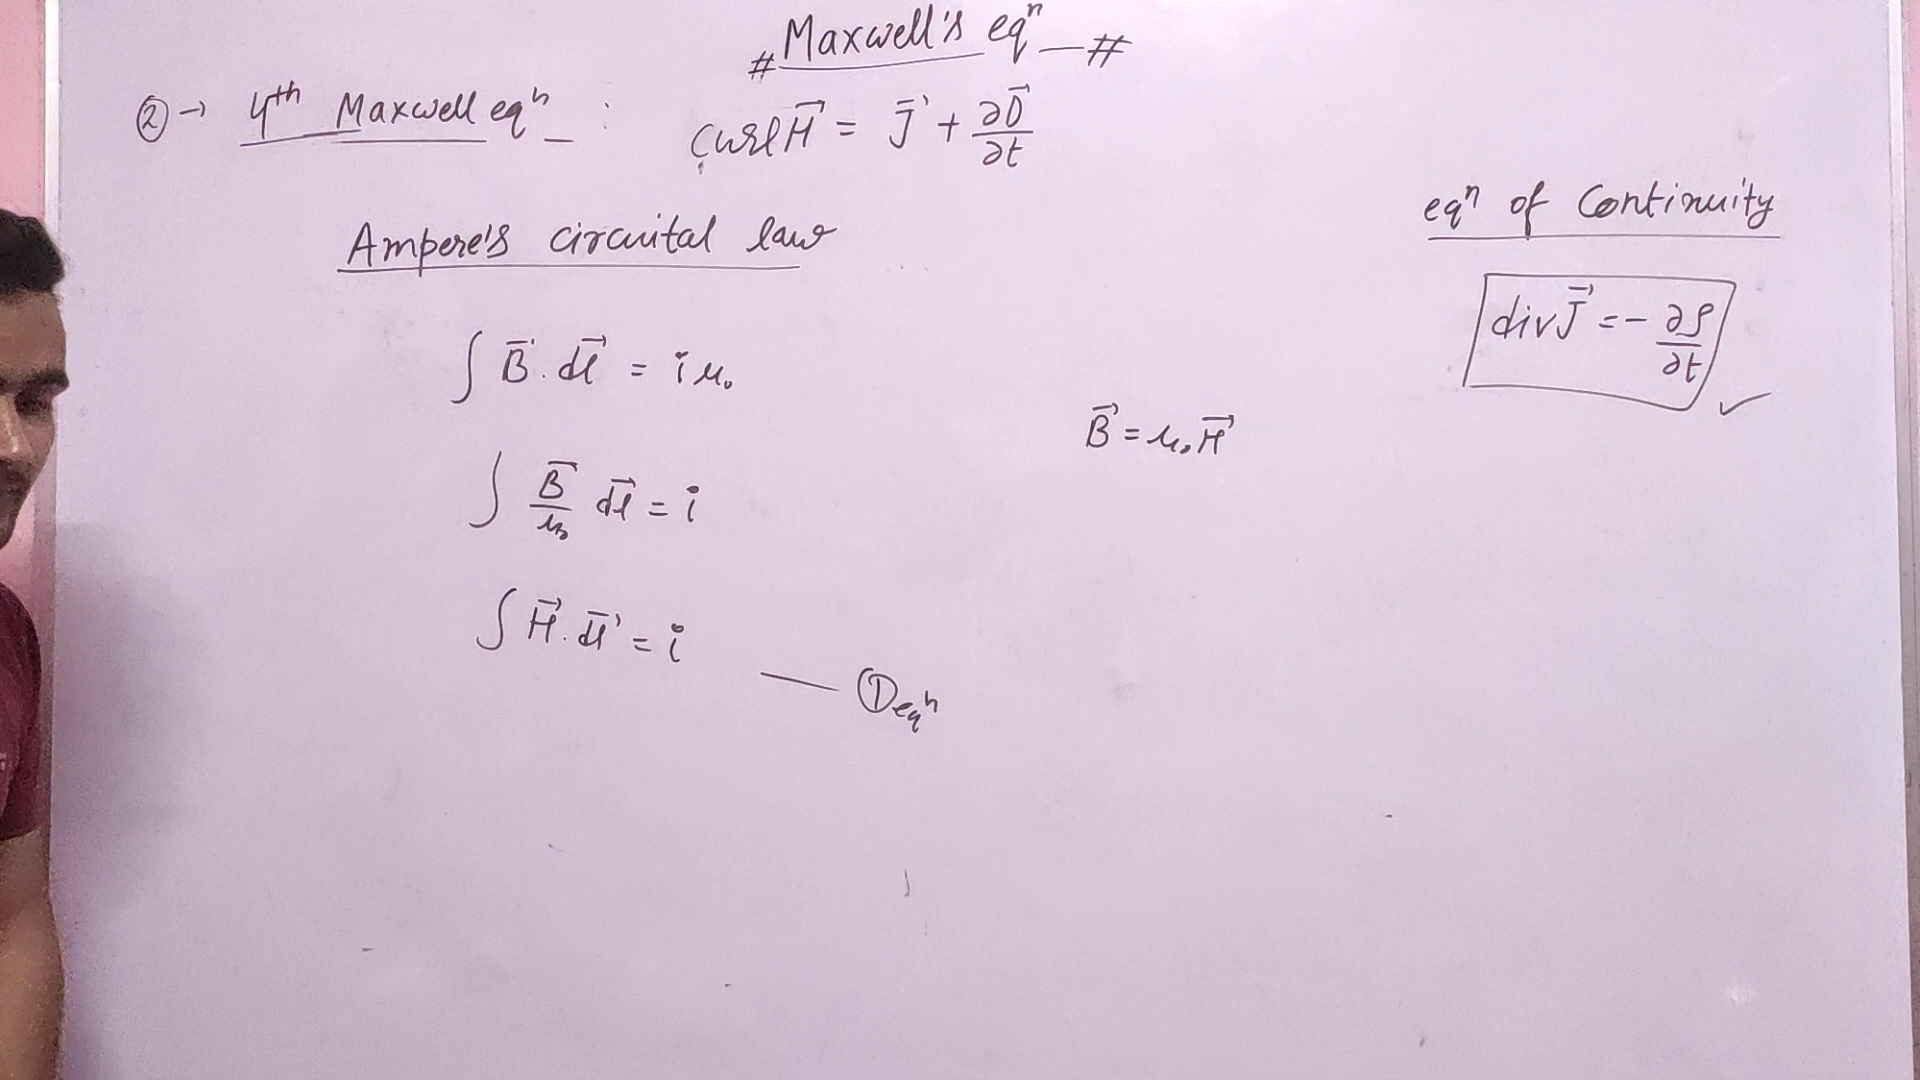 # Maxwell's eqⁿ — #
② → 4th Maxwell eqⁿ : curl H⃗ = J⃗ + ∂D⃗/∂t
eqⁿ of Continuity
Ampere's circuital law
div J⃗ = - ∂ρ/∂t ✓
∫ B⃗ . dl⃗ = i μ₀
B⃗ = μ₀ H⃗
∫ B⃗/μ₀ dl⃗ = i
∫ H⃗ . dl⃗ = i — ① eqⁿ